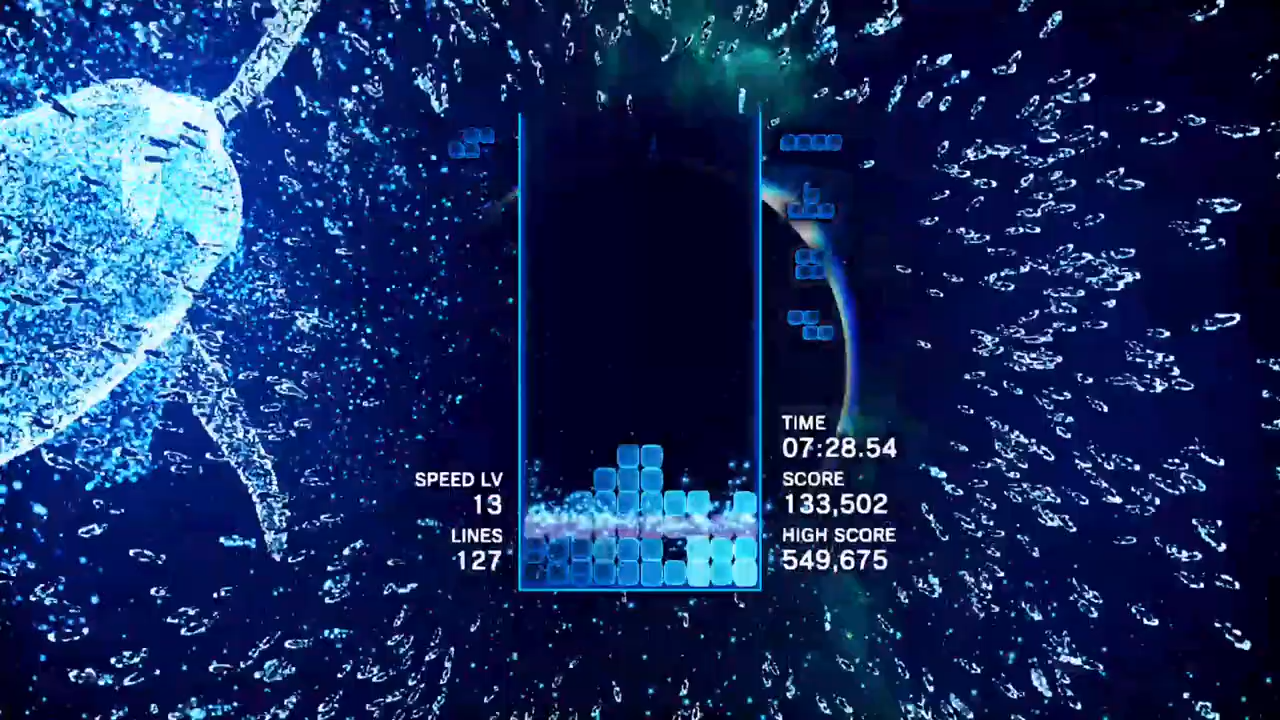 SPEED LV
13
LINES
127
TIME
07:28.54
SCORE
133,502
HIGH SCORE
549,675